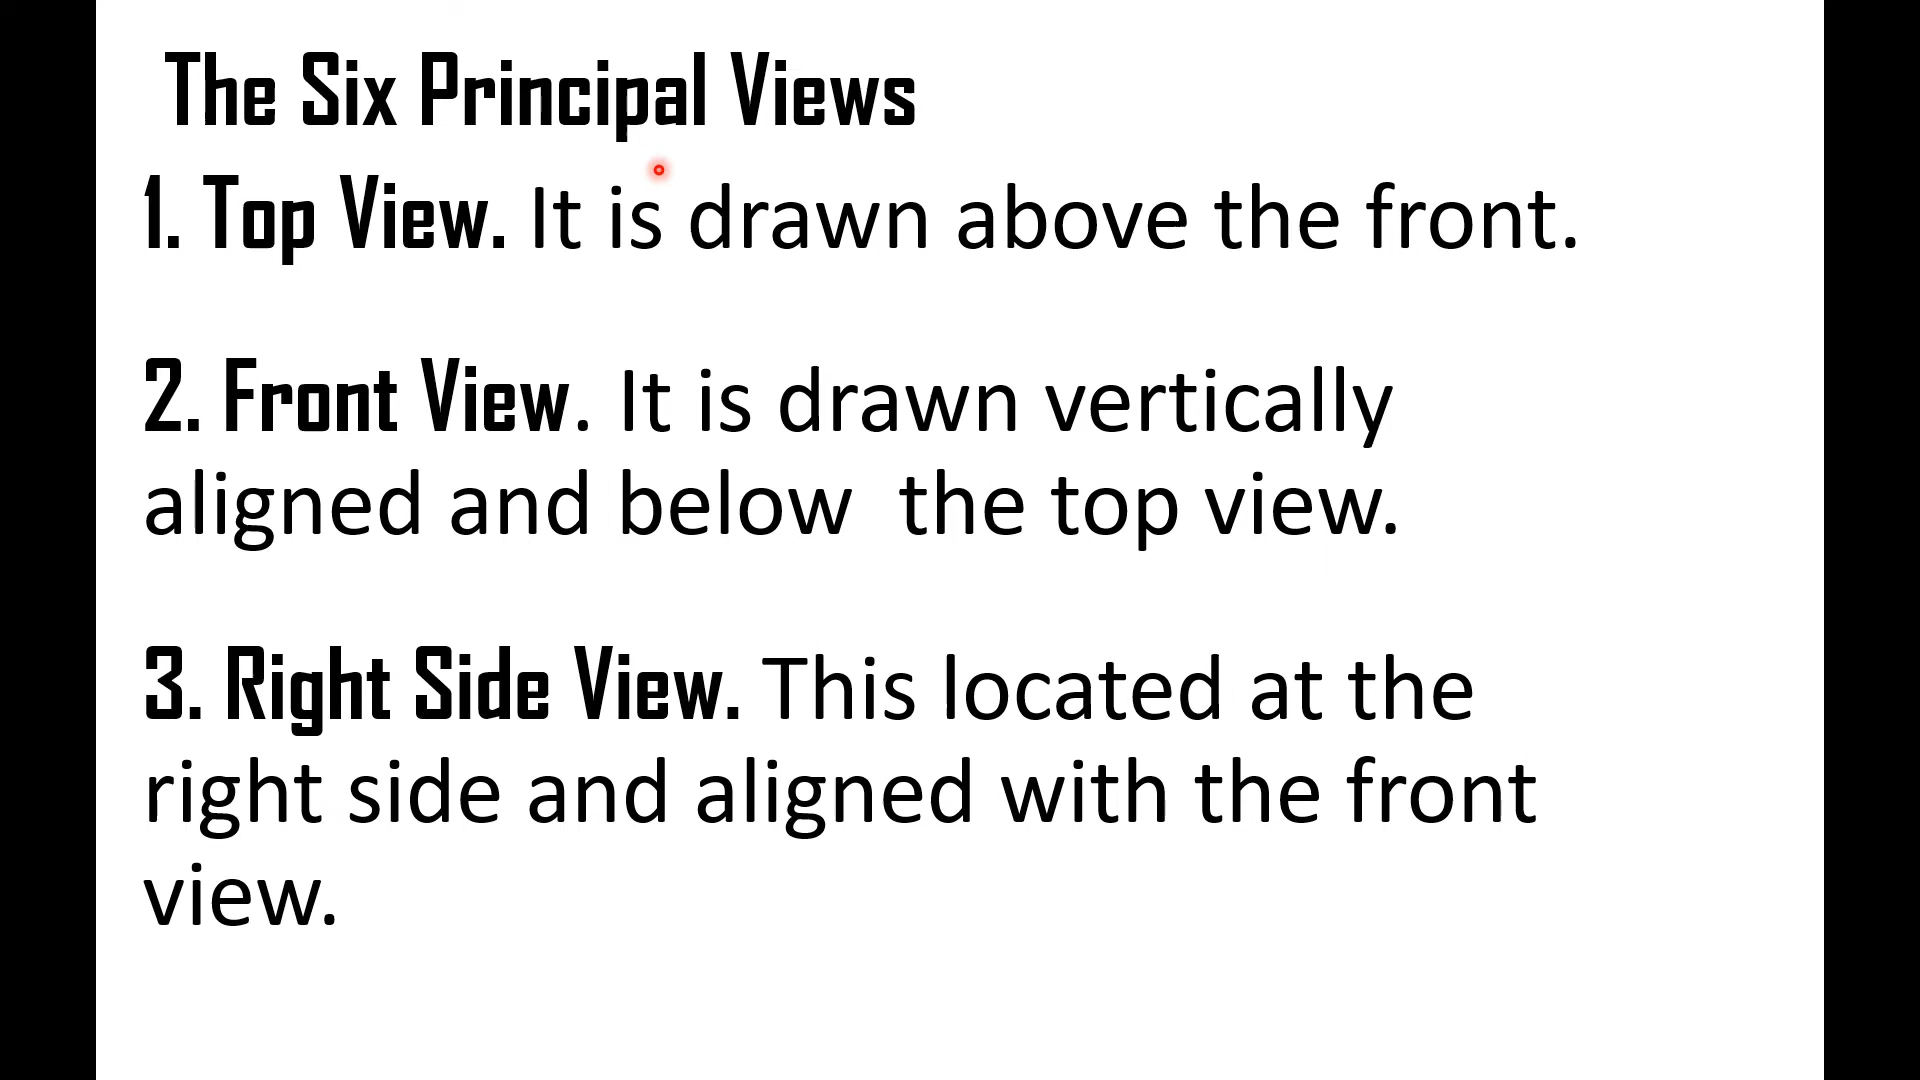 The Six Principal Views
1. Top View. It is drawn above the front.
2. Front View. It is drawn vertically
aligned and below  the top view.
3. Right Side View. This located at the
right side and aligned with the front
view.